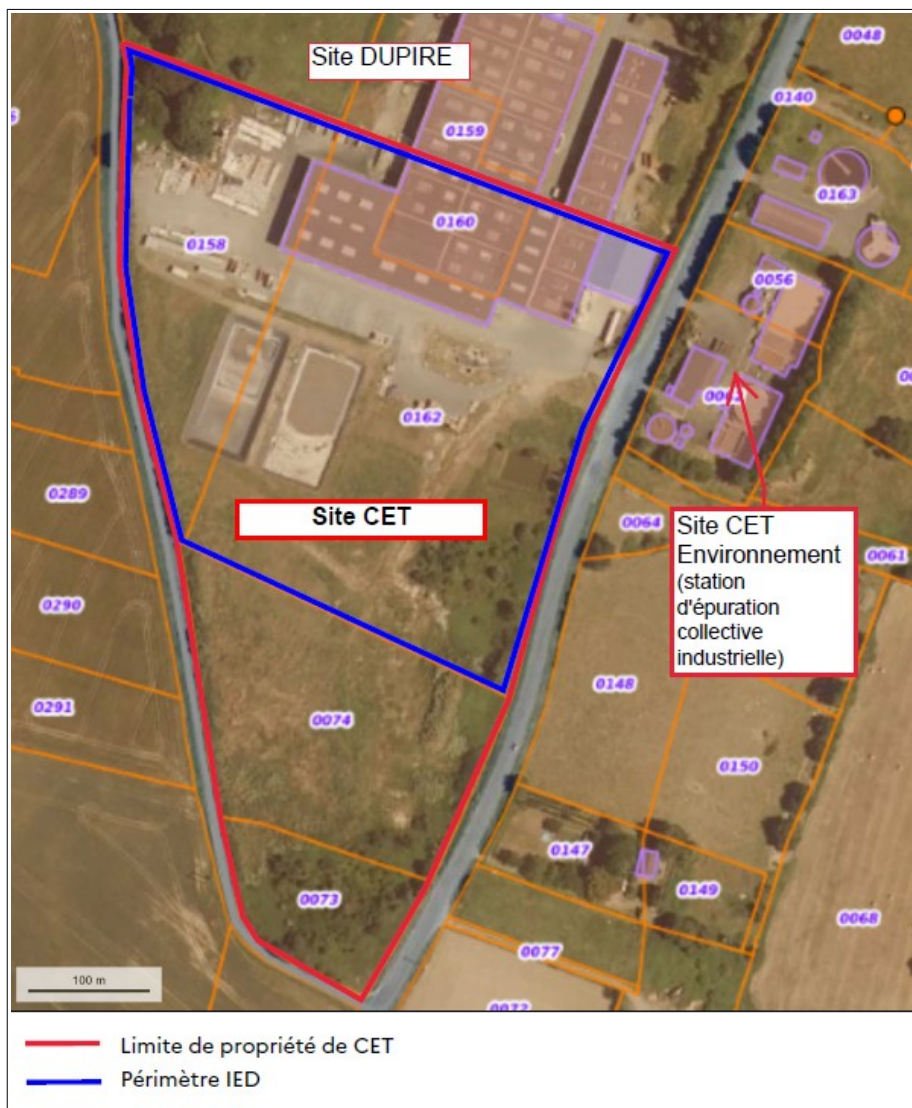 Site DUPIRE
0048
0140
0159
0163
0160
0158
0056
0162
0289
Site CET
0064
Site CET
Environnement
(station
d'épuration
collective
industrielle)
0061
0290
0148
0291
0074
0150
0147
0149
0073
0068
0077
100 m
Limite de propriété de CET
Périmètre IED